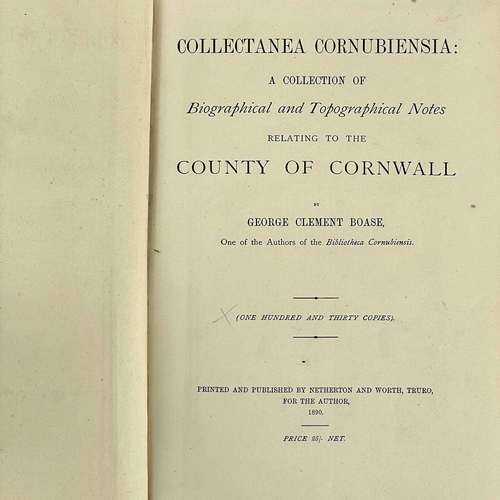 COLLECTANEA CORNUBIENSIA:
A COLLECTION OF
Biographical and Topographical Notes
RELATING TO THE
COUNTY OF CORNWALL
BY
GEORGE CLEMENT BOASE,
One of the Authors of the Bibliotheca Cornubiensis.
(ONE HUNDRED AND THIRTY COPIES).
PRINTED AND PUBLISHED BY NETHERTON AND WORTH, TRURO,
FOR THE AUTHOR,
1890.
PRICE 25/- NET.